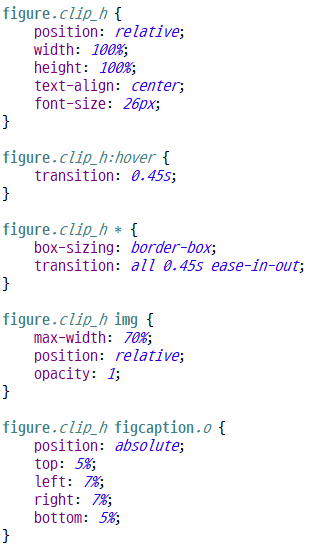 figure.clip_h {
    position: relative;
    width: 100%;
    height: 100%;
    text-align: center;
    font-size: 26px;
}

figure.clip_h:hover {
    transition: 0.45s;
}

figure.clip_h * {
    box-sizing: border-box;
    transition: all 0.45s ease-in-out;
}

figure.clip_h img {
    max-width: 70%;
    position: relative;
    opacity: 1;
}

figure.clip_h figcaption.o {
    position: absolute;
    top: 5%;
    left: 7%;
    right: 7%;
    bottom: 5%;
}